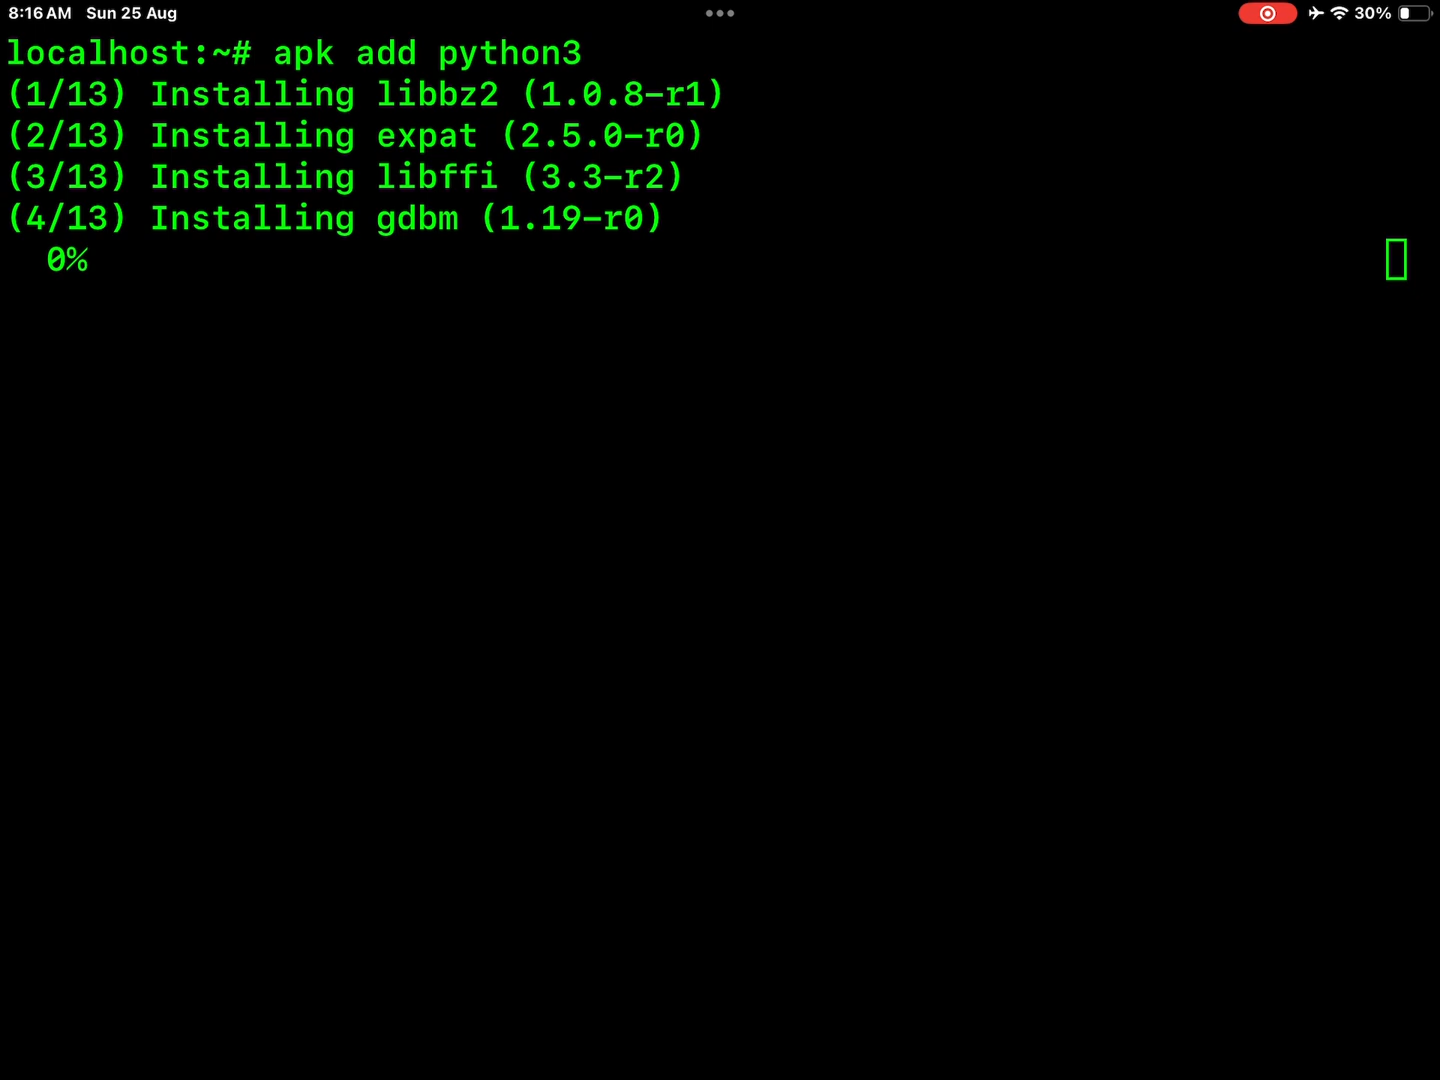 8:16 AM Sun 25 Aug 30%
localhost:~# apk add python3
(1/13) Installing libbz2 (1.0.8-r1)
(2/13) Installing expat (2.5.0-r0)
(3/13) Installing libffi (3.3-r2)
(4/13) Installing gdbm (1.19-r0)
0%